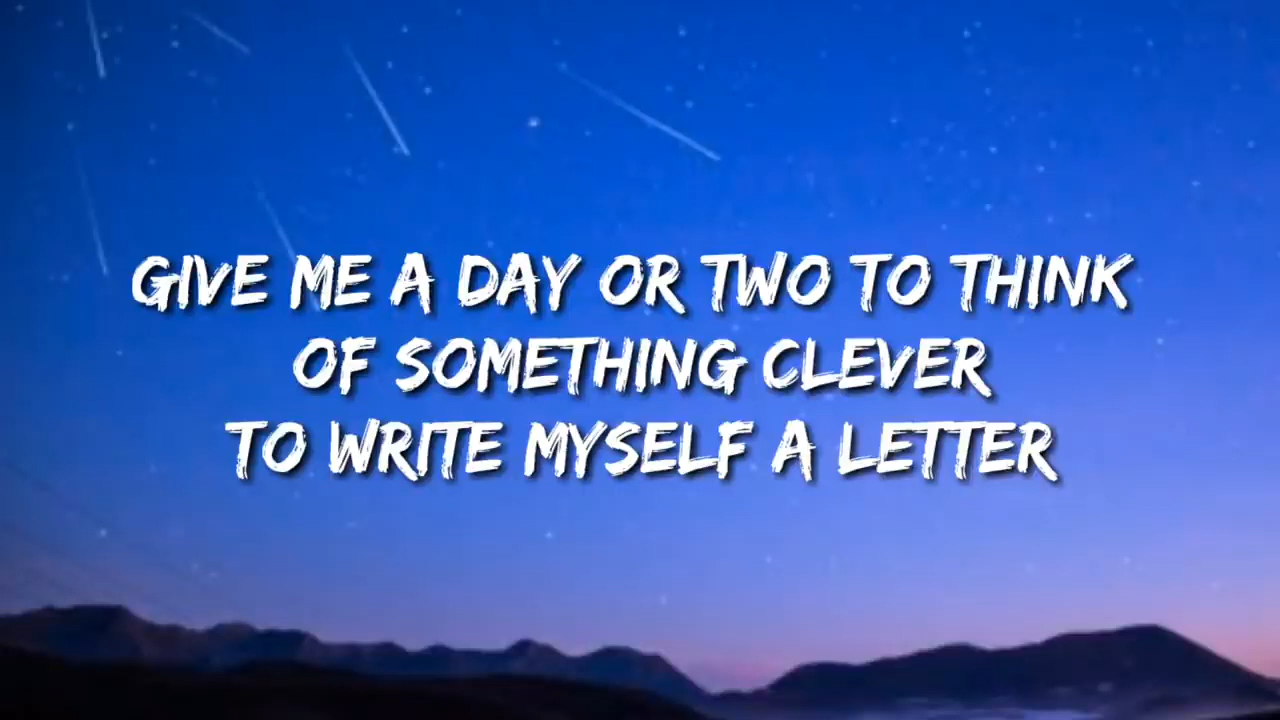 GIVE ME A DAY OR TWO TO THINK
OF SOMETHING CLEVER
TO WRITE MYSELF A LETTER